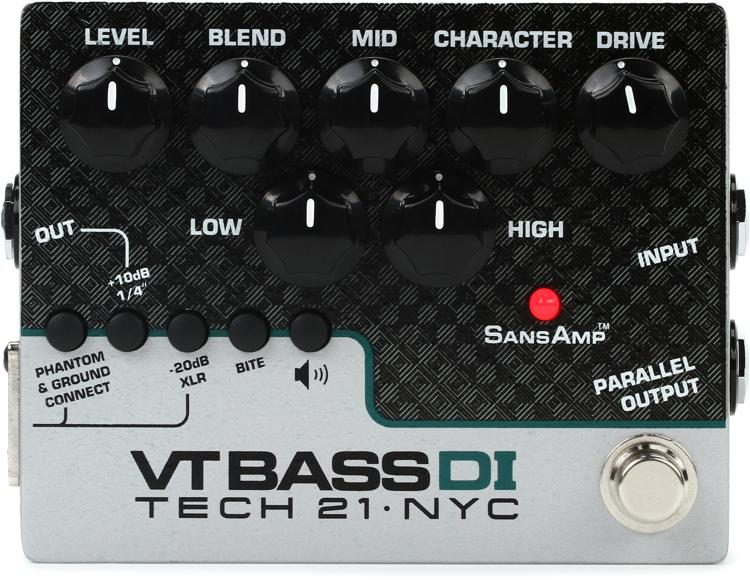 LEVEL BLEND MID CHARACTER DRIVE
LOW HIGH
OUT
+10dB
1/4"
INPUT
SANSAMP™
PHANTOM
& GROUND
CONNECT
-20dB
XLR
BITE
PARALLEL
OUTPUT
VT BASS DI
TECH 21·NYC